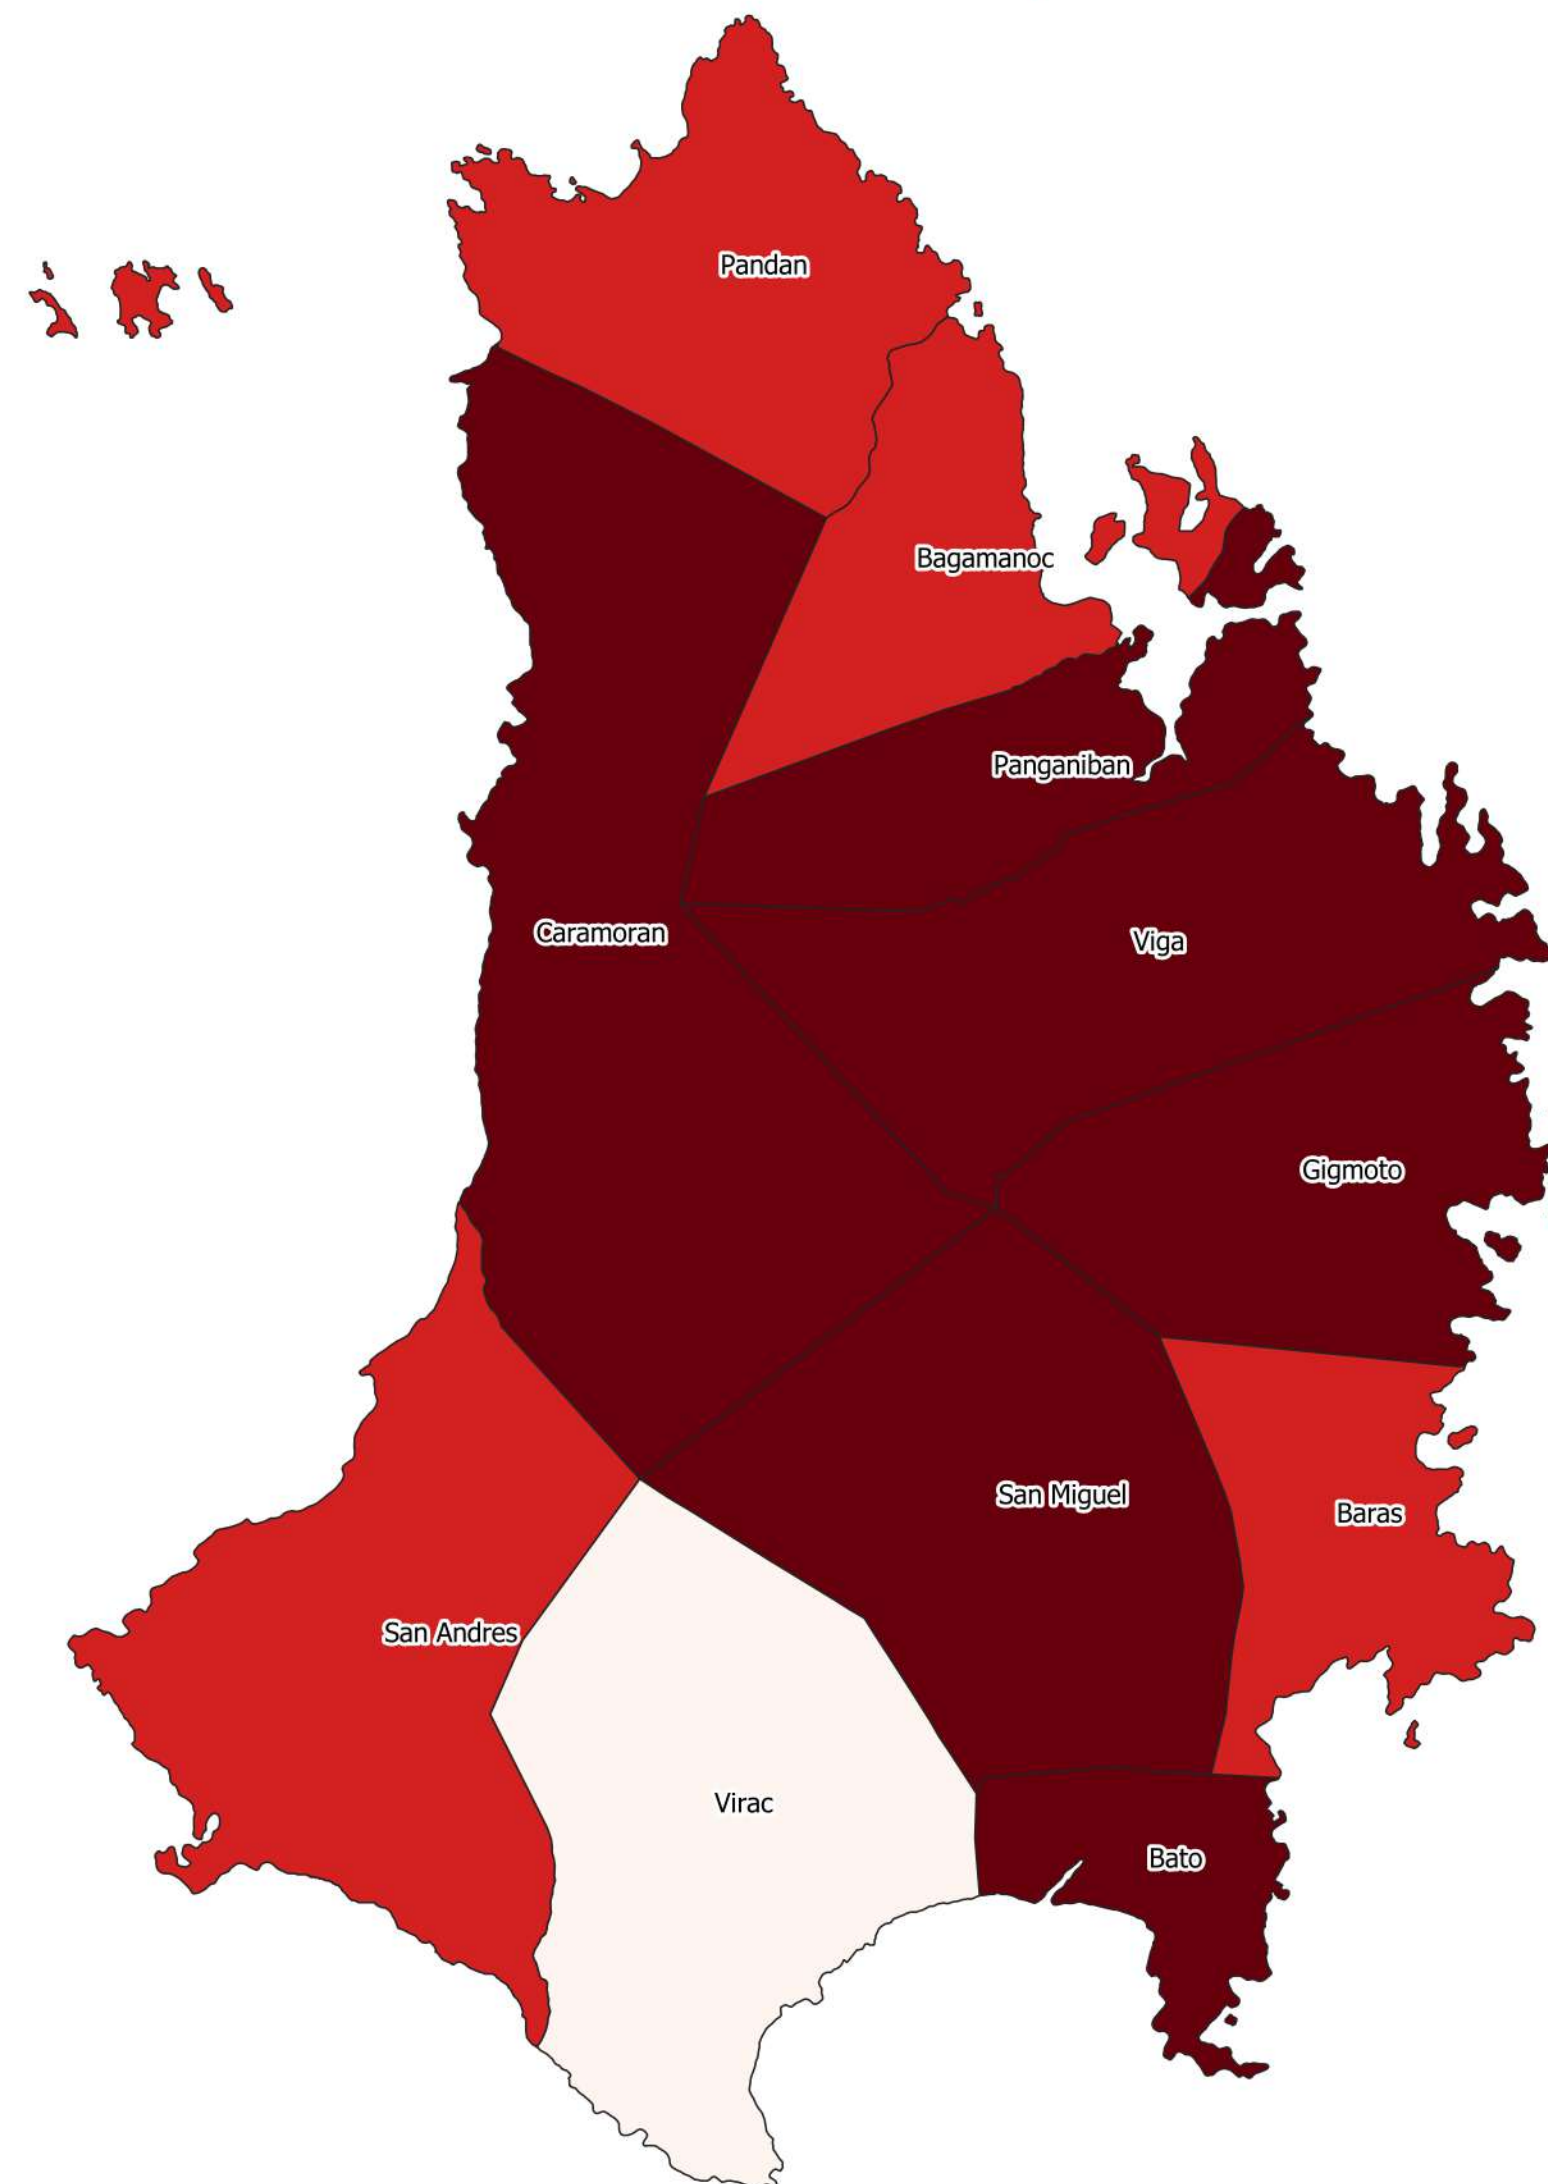 Pandan
Bagamanoc
Panganiban
Caramoran
Viga
Gigmoto
San Miguel
Baras
San Andres
Virac
Bato